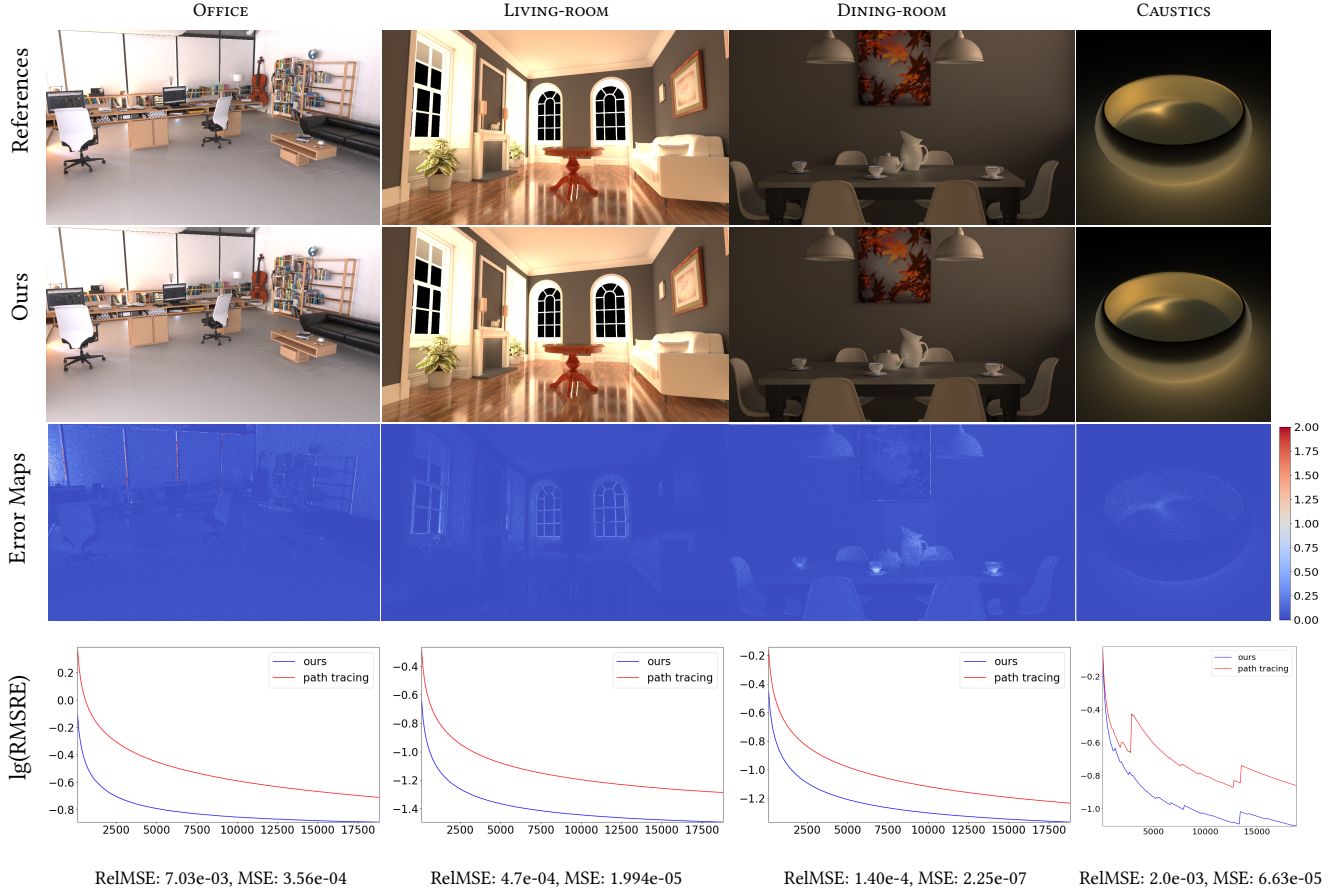 OFFICE LIVING-ROOM DINING-ROOM CAUSTICS
References
Ours
Error Maps
2.00
1.75
1.50
1.25
1.00
0.75
0.50
0.25
0.00
lg(RMSRE)
0.2
0.0
−0.2
−0.4
−0.6
−0.8
ours
path tracing
2500 5000 7500 10000 12500 15000 17500
−0.4
−0.6
−0.8
−1.0
−1.2
−1.4
ours
path tracing
2500 5000 7500 10000 12500 15000 17500
−0.2
−0.4
−0.6
−0.8
−1.0
−1.2
ours
path tracing
2500 5000 7500 10000 12500 15000 17500
−0.2
−0.4
−0.6
−0.8
−1.0
ours
path tracing
5000 10000 15000
RelMSE: 7.03e-03, MSE: 3.56e-04
RelMSE: 4.7e-04, MSE: 1.994e-05
RelMSE: 1.40e-4, MSE: 2.25e-07
RelMSE: 2.0e-03, MSE: 6.63e-05